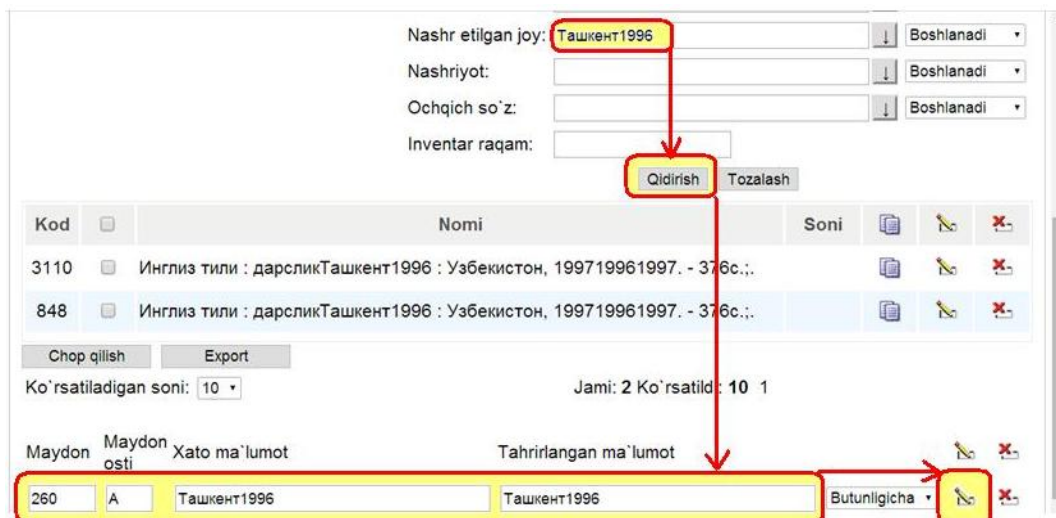 Nashr etilgan joy: Ташкент1996 ↓ Boshlanadi
Nashriyot: ↓ Boshlanadi
Ochqich so`z: ↓ Boshlanadi
Inventar raqam:
Qidirish Tozalash
Kod Nomi Soni
3110 Инглиз тили : дарсликТашкент1996 : Узбекистон, 199719961997. - 376с.;.
848 Инглиз тили : дарсликТашкент1996 : Узбекистон, 199719961997. - 376с.;.
Chop qilish Export
Ko`rsatiladigan soni: 10 Jami: 2 Ko`rsatildi: 10 1
Maydon Maydon osti Xato ma`lumot Tahrirlangan ma`lumot
260 A Ташкент1996 Ташкент1996 Butunligicha